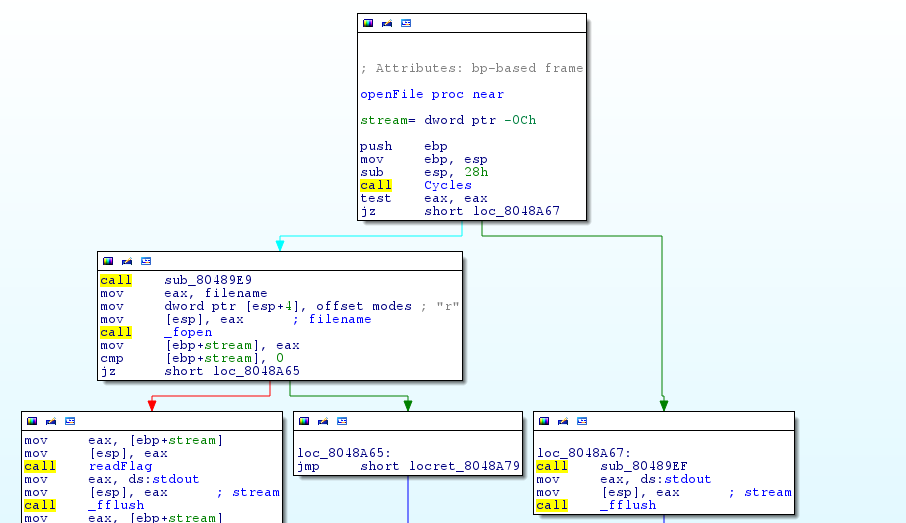 ; Attributes: bp-based frame
openFile proc near
stream= dword ptr -0Ch
push ebp
mov ebp, esp
sub esp, 28h
call Cycles
test eax, eax
jz short loc_8048A67
call sub_80489E9
mov eax, filename
mov dword ptr [esp+4], offset modes ; "r"
mov [esp], eax ; filename
call _fopen
mov [ebp+stream], eax
cmp [ebp+stream], 0
jz short loc_8048A65
mov eax, [ebp+stream]
mov [esp], eax
call readFlag
mov eax, ds:stdout
mov [esp], eax ; stream
call _fflush
mov eax, [ebp+stream]
loc_8048A65:
jmp short locret_8048A79
loc_8048A67:
call sub_80489EF
mov eax, ds:stdout
mov [esp], eax ; stream
call _fflush